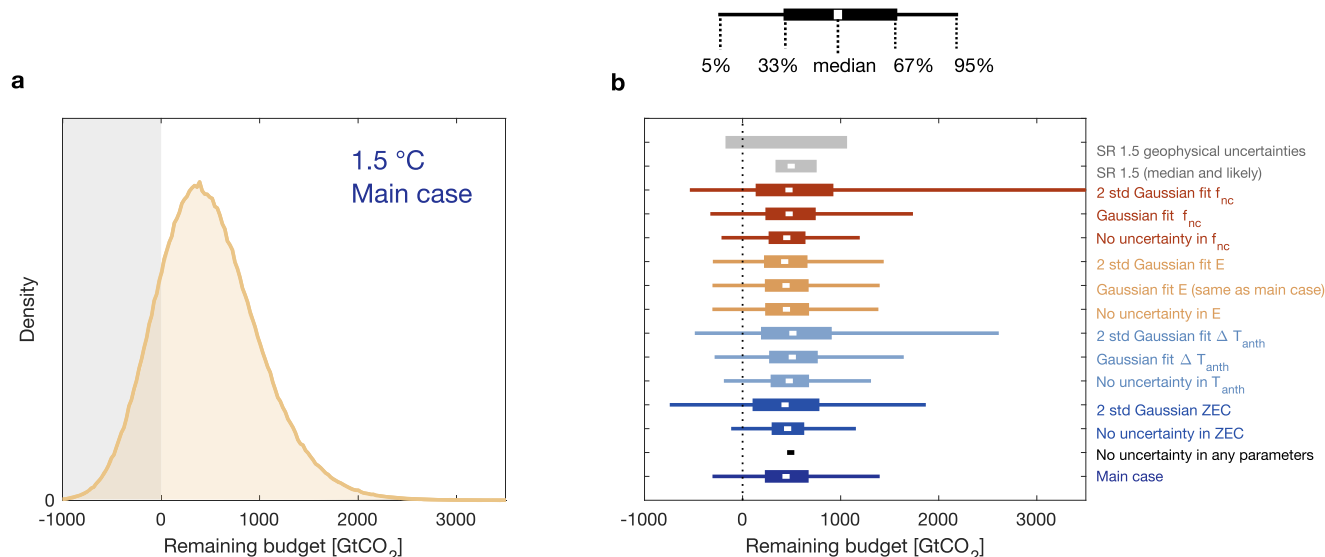 5% 33% median 67% 95%
a
b
1.5 °C
Main case
Density
0
-1000 0 1000 2000 3000
Remaining budget [GtCO2]
SR 1.5 geophysical uncertainties
SR 1.5 (median and likely)
2 std Gaussian fit fnc
Gaussian fit fnc
No uncertainty in fnc
2 std Gaussian fit E
Gaussian fit E (same as main case)
No uncertainty in E
2 std Gaussian fit Δ Tanth
Gaussian fit Δ Tanth
No uncertainty in Tanth
2 std Gaussian ZEC
No uncertainty in ZEC
No uncertainty in any parameters
Main case
-1000 0 1000 2000 3000
Remaining budget [GtCO2]